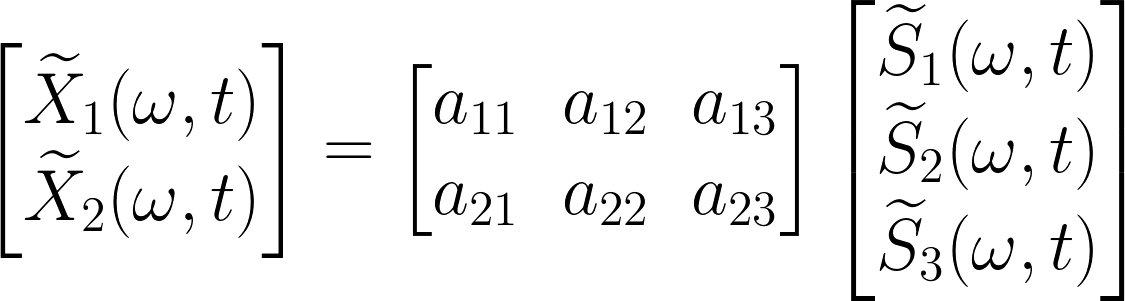 [X̃₁(ω, t)] = [a₁₁ a₁₂ a₁₃] [S̃₁(ω, t)]
[X̃₂(ω, t)]   [a₂₁ a₂₂ a₂₃] [S̃₂(ω, t)]
[S̃₃(ω, t)]